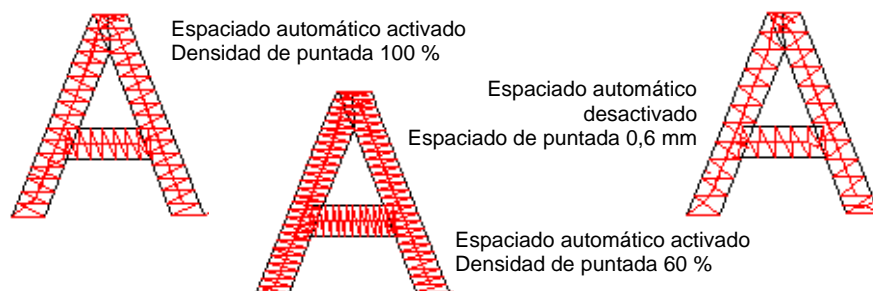 Espaciado automático activado
Densidad de puntada 100 %
Espaciado automático
desactivado
Espaciado de puntada 0,6 mm
Espaciado automático activado
Densidad de puntada 60 %